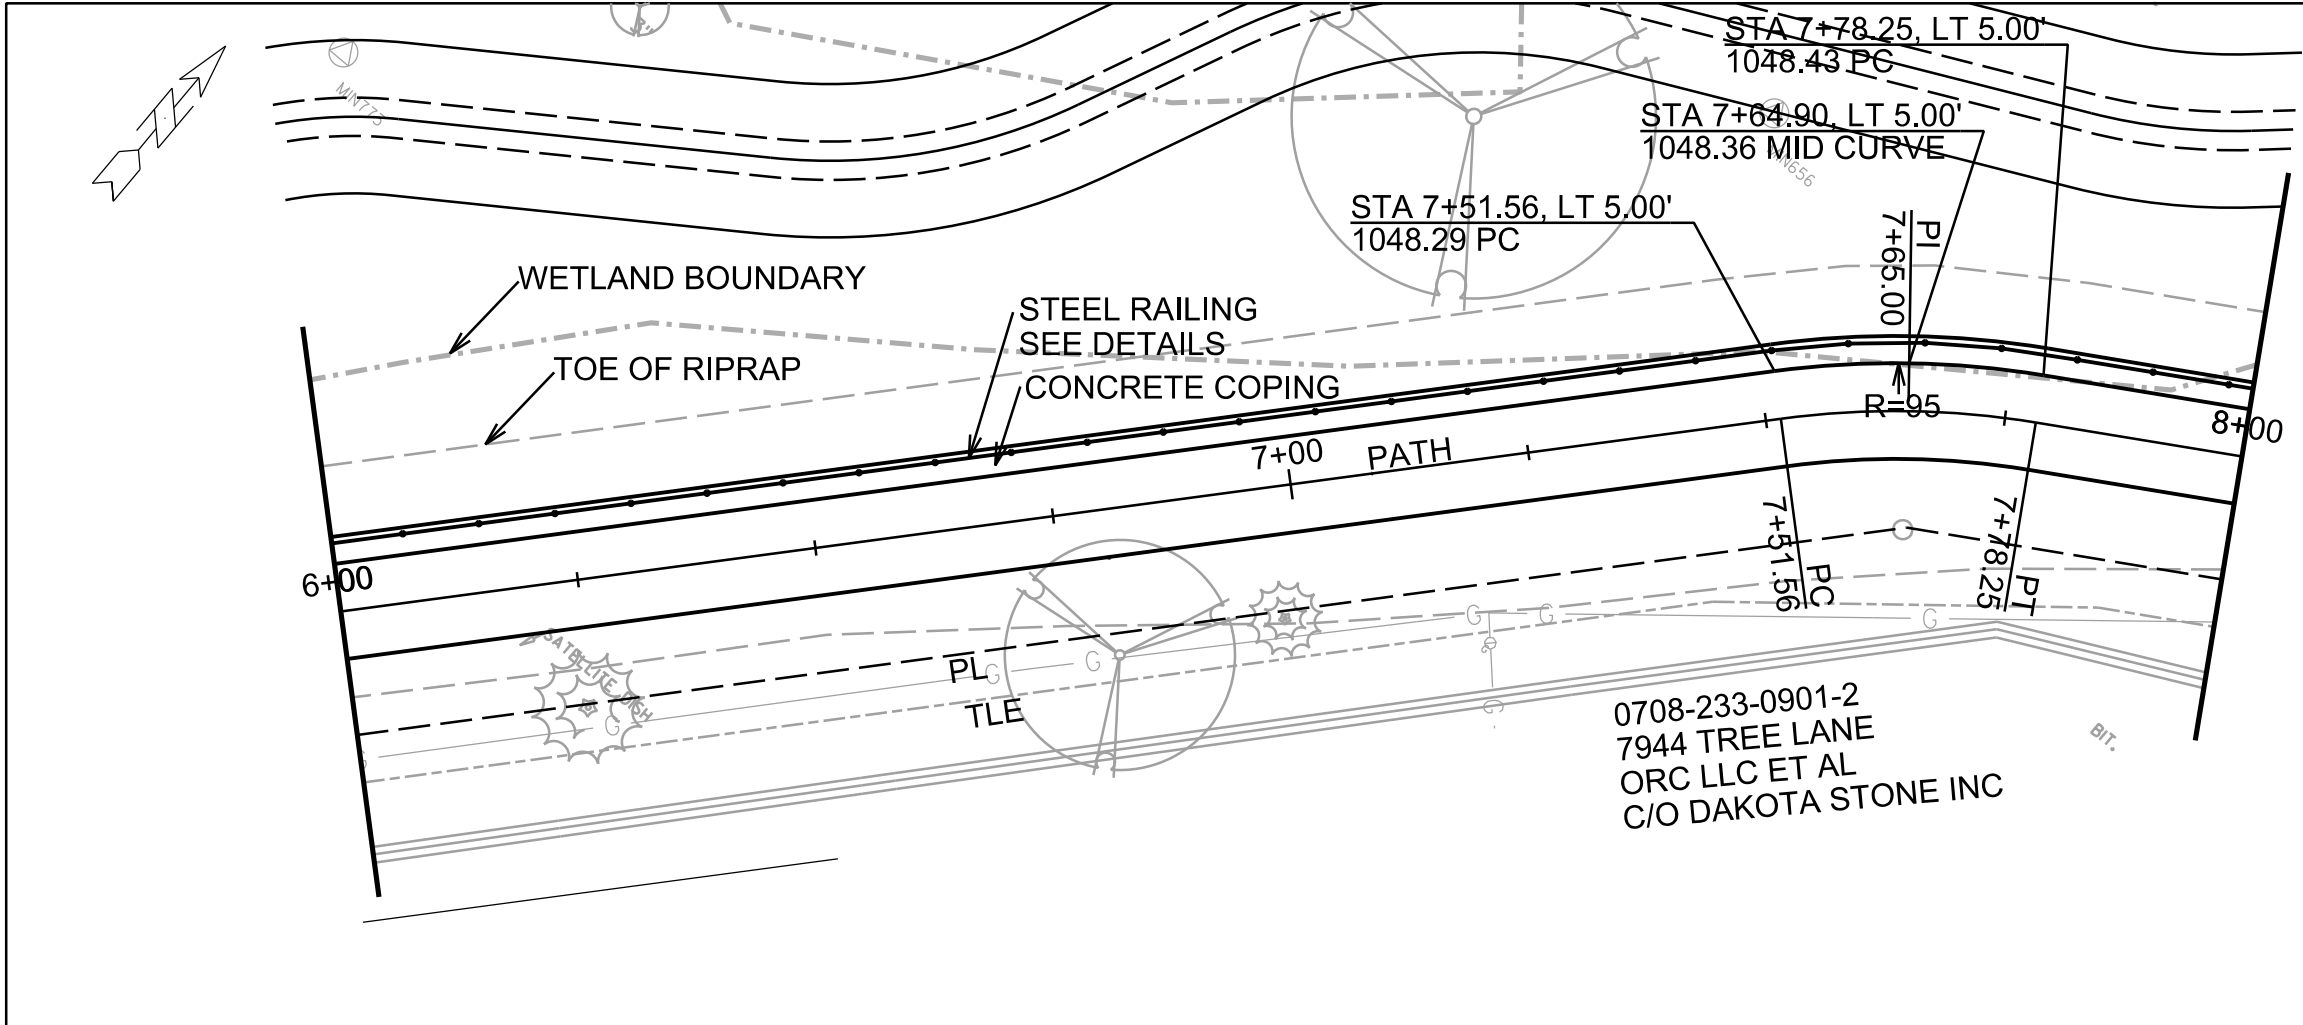 STA 7+78.25, LT 5.00'
1048.43 PC
MIN773
STA 7+64.90, LT 5.00'
1048.36 MID CURVE
STA 7+51.56, LT 5.00'
1048.29 PC
PI
7+65.00
WETLAND BOUNDARY
STEEL RAILING
SEE DETAILS
TOE OF RIPRAP
CONCRETE COPING
R=95
8+00
7+00
PATH
6+00
7+51.56
PC
7+78.25
PT
SATELLITE DISH
G
G
G
G
G
G
PL
TLE
0708-233-0901-2
7944 TREE LANE
ORC LLC ET AL
C/O DAKOTA STONE INC
BIT.